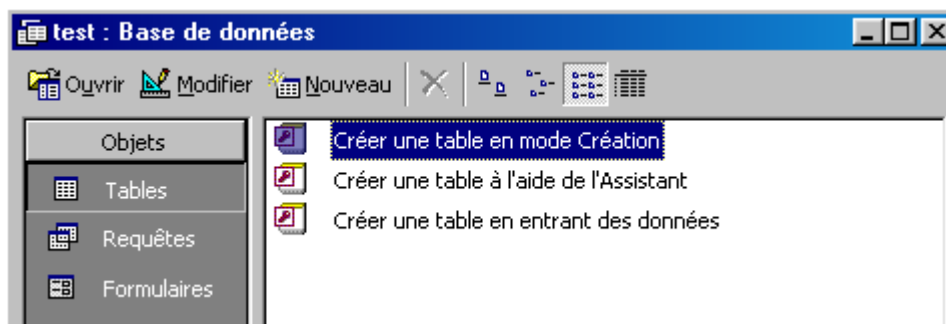 test : Base de données
Ouvrir Modifier Nouveau
Objets
Tables
Requêtes
Formulaires
Créer une table en mode Création
Créer une table à l'aide de l'Assistant
Créer une table en entrant des données